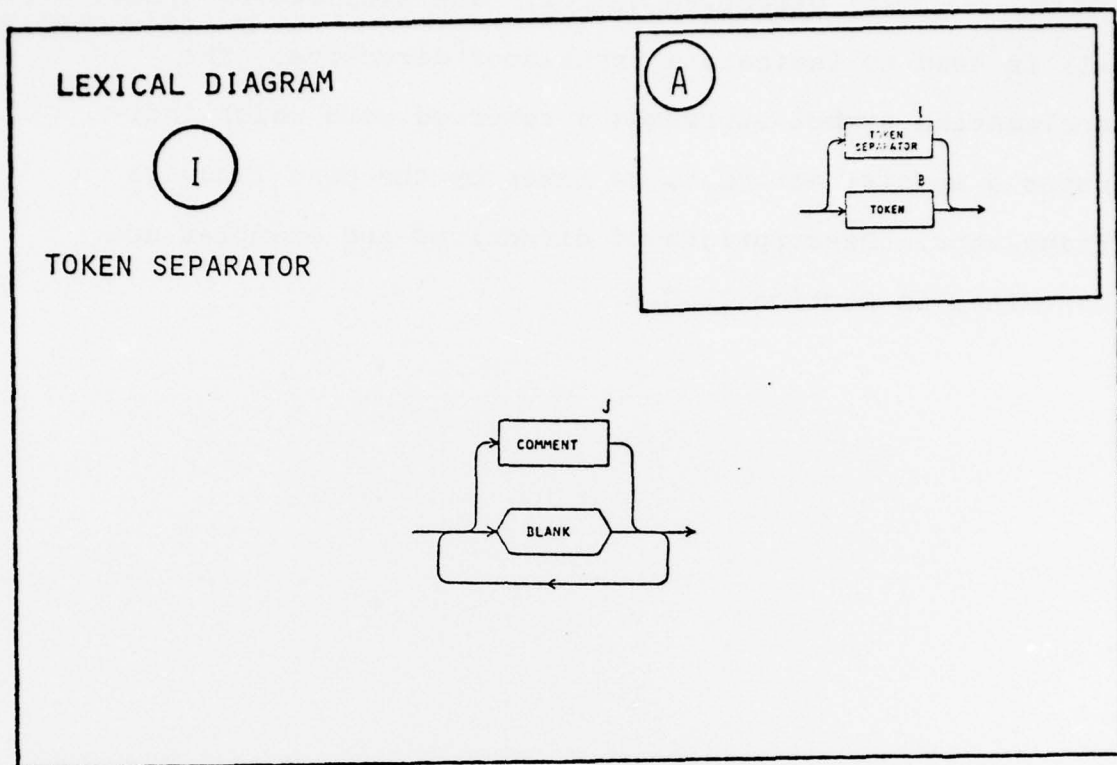 LEXICAL DIAGRAM
I
TOKEN SEPARATOR
A
I
TOKEN
SEPARATOR
B
TOKEN
J
COMMENT
BLANK